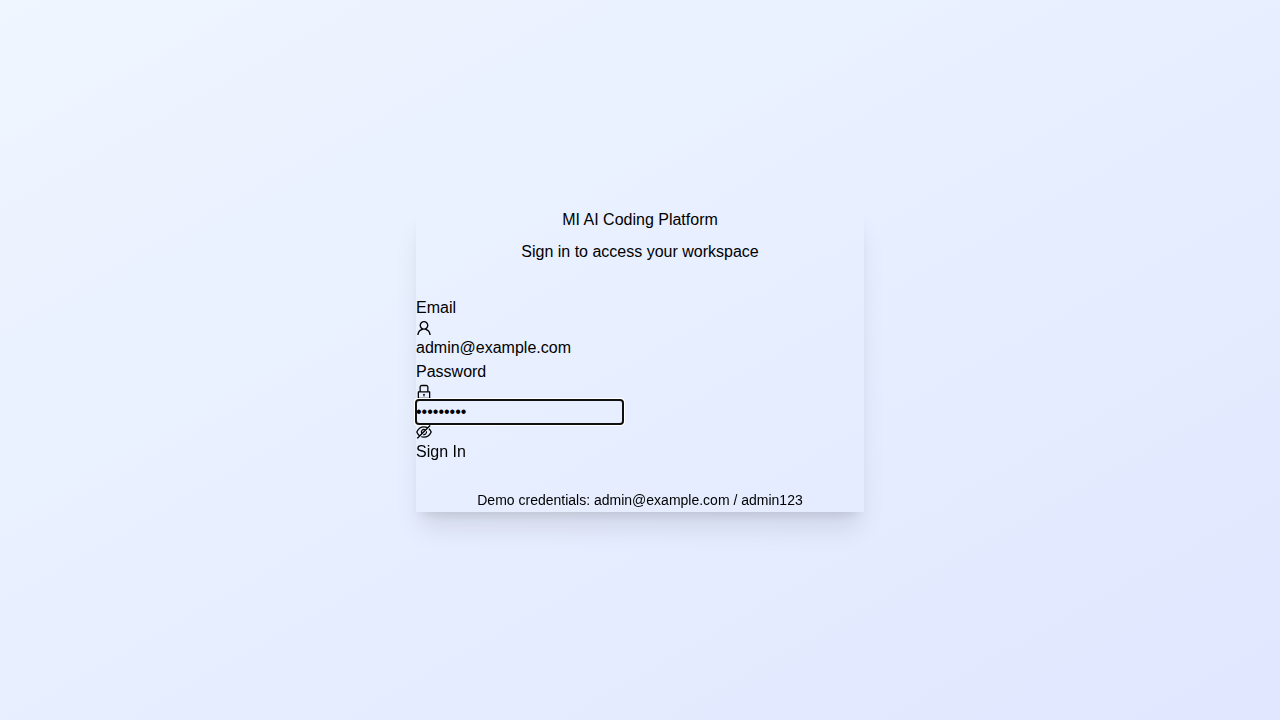 MI AI Coding Platform
Sign in to access your workspace
Email
admin@example.com
Password
•••••••••
Sign In
Demo credentials: admin@example.com / admin123